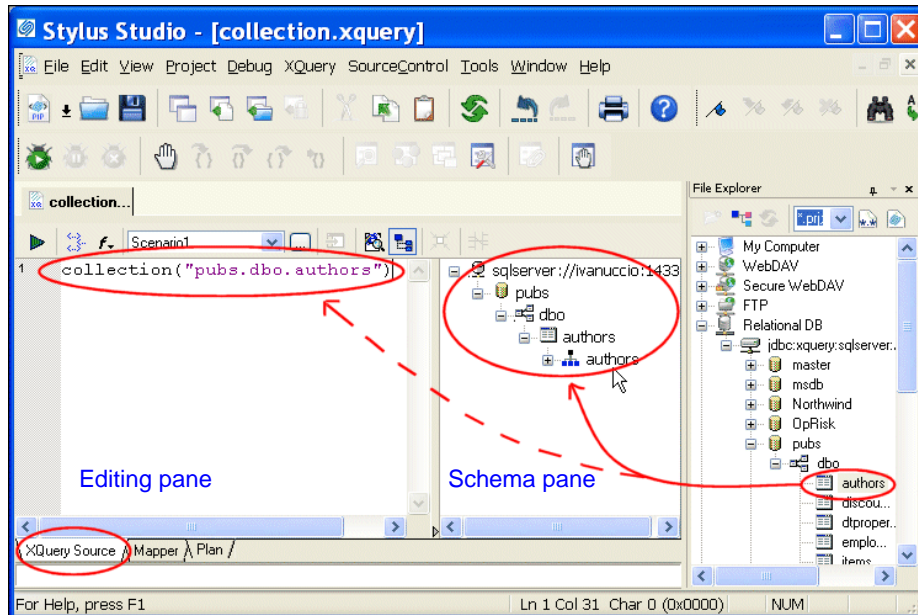 Stylus Studio - [collection.xquery]
File Edit View Project Debug XQuery SourceControl Tools Window Help
PIP
collection...
File Explorer
*.prj
Scenario1
1 collection("pubs.dbo.authors")
sqlserver://ivanuccio:1433
pubs
dbo
authors
authors
My Computer
WebDAV
Secure WebDAV
FTP
Relational DB
jdbc:xquery:sqlserver:.
master
msdb
Northwind
OpRisk
pubs
dbo
authors
discou...
dtproper...
emplo...
items
Editing pane
Schema pane
XQuery Source Mapper Plan
For Help, press F1
Ln 1 Col 31 Char 0 (0x0000)
NUM